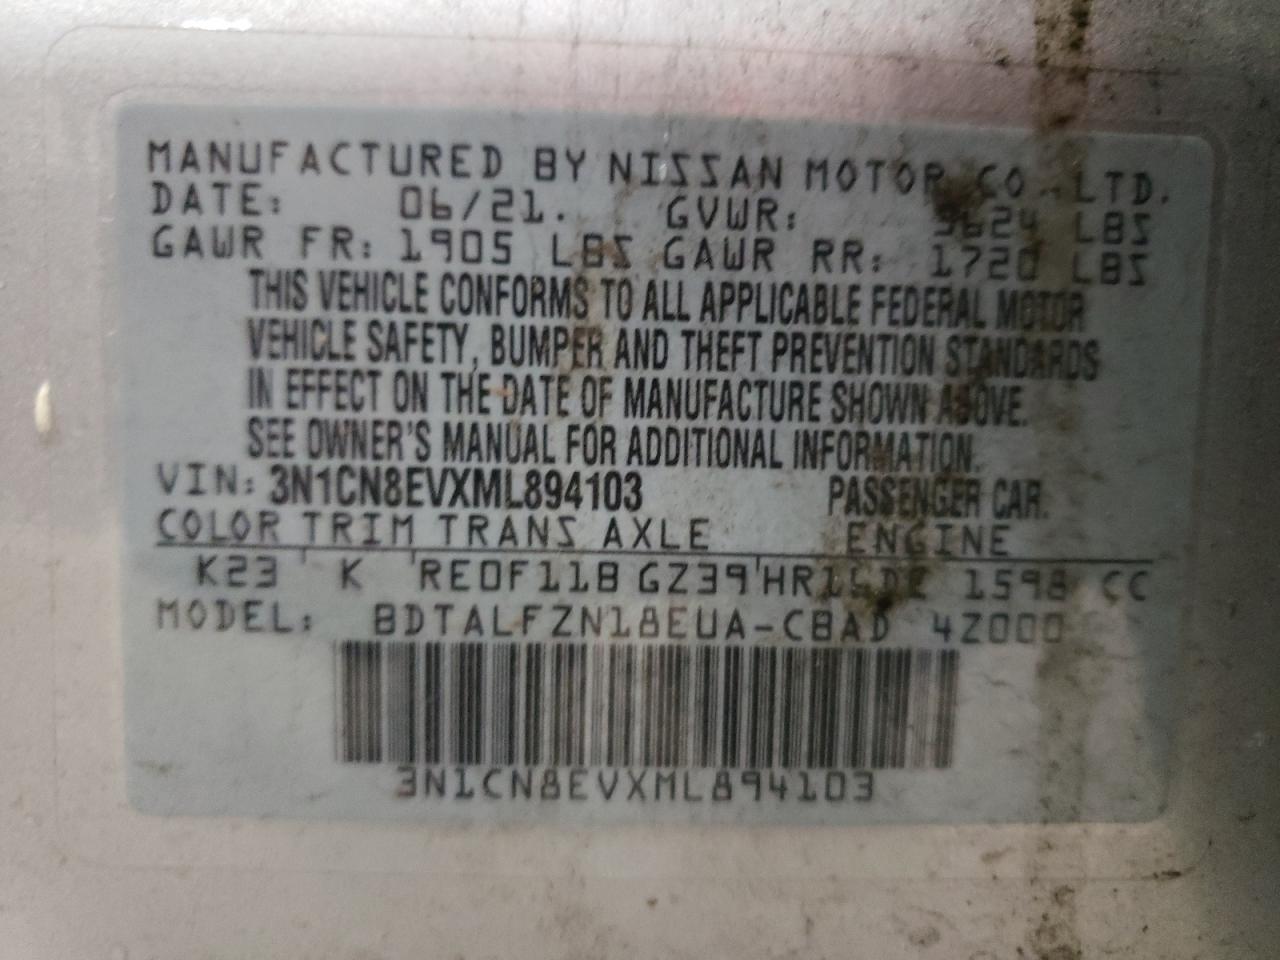 MANUFACTURED BY NISSAN MOTOR CO., LTD.
DATE: 06/21. GVWR: 3624 LBS
GAWR FR: 1905 LBS GAWR RR: 1720 LBS
THIS VEHICLE CONFORMS TO ALL APPLICABLE FEDERAL MOTOR
VEHICLE SAFETY, BUMPER AND THEFT PREVENTION STANDARDS
IN EFFECT ON THE DATE OF MANUFACTURE SHOWN ABOVE.
SEE OWNER'S MANUAL FOR ADDITIONAL INFORMATION.
VIN: 3N1CN8EVXML894103 PASSENGER CAR.
COLOR TRIM TRANS AXLE ENGINE
K23 K RE0F11B GZ39 HR16DE 1598 CC
MODEL: BDTALFZN18EUA-CBAD 4Z000
3N1CN8EVXML894103